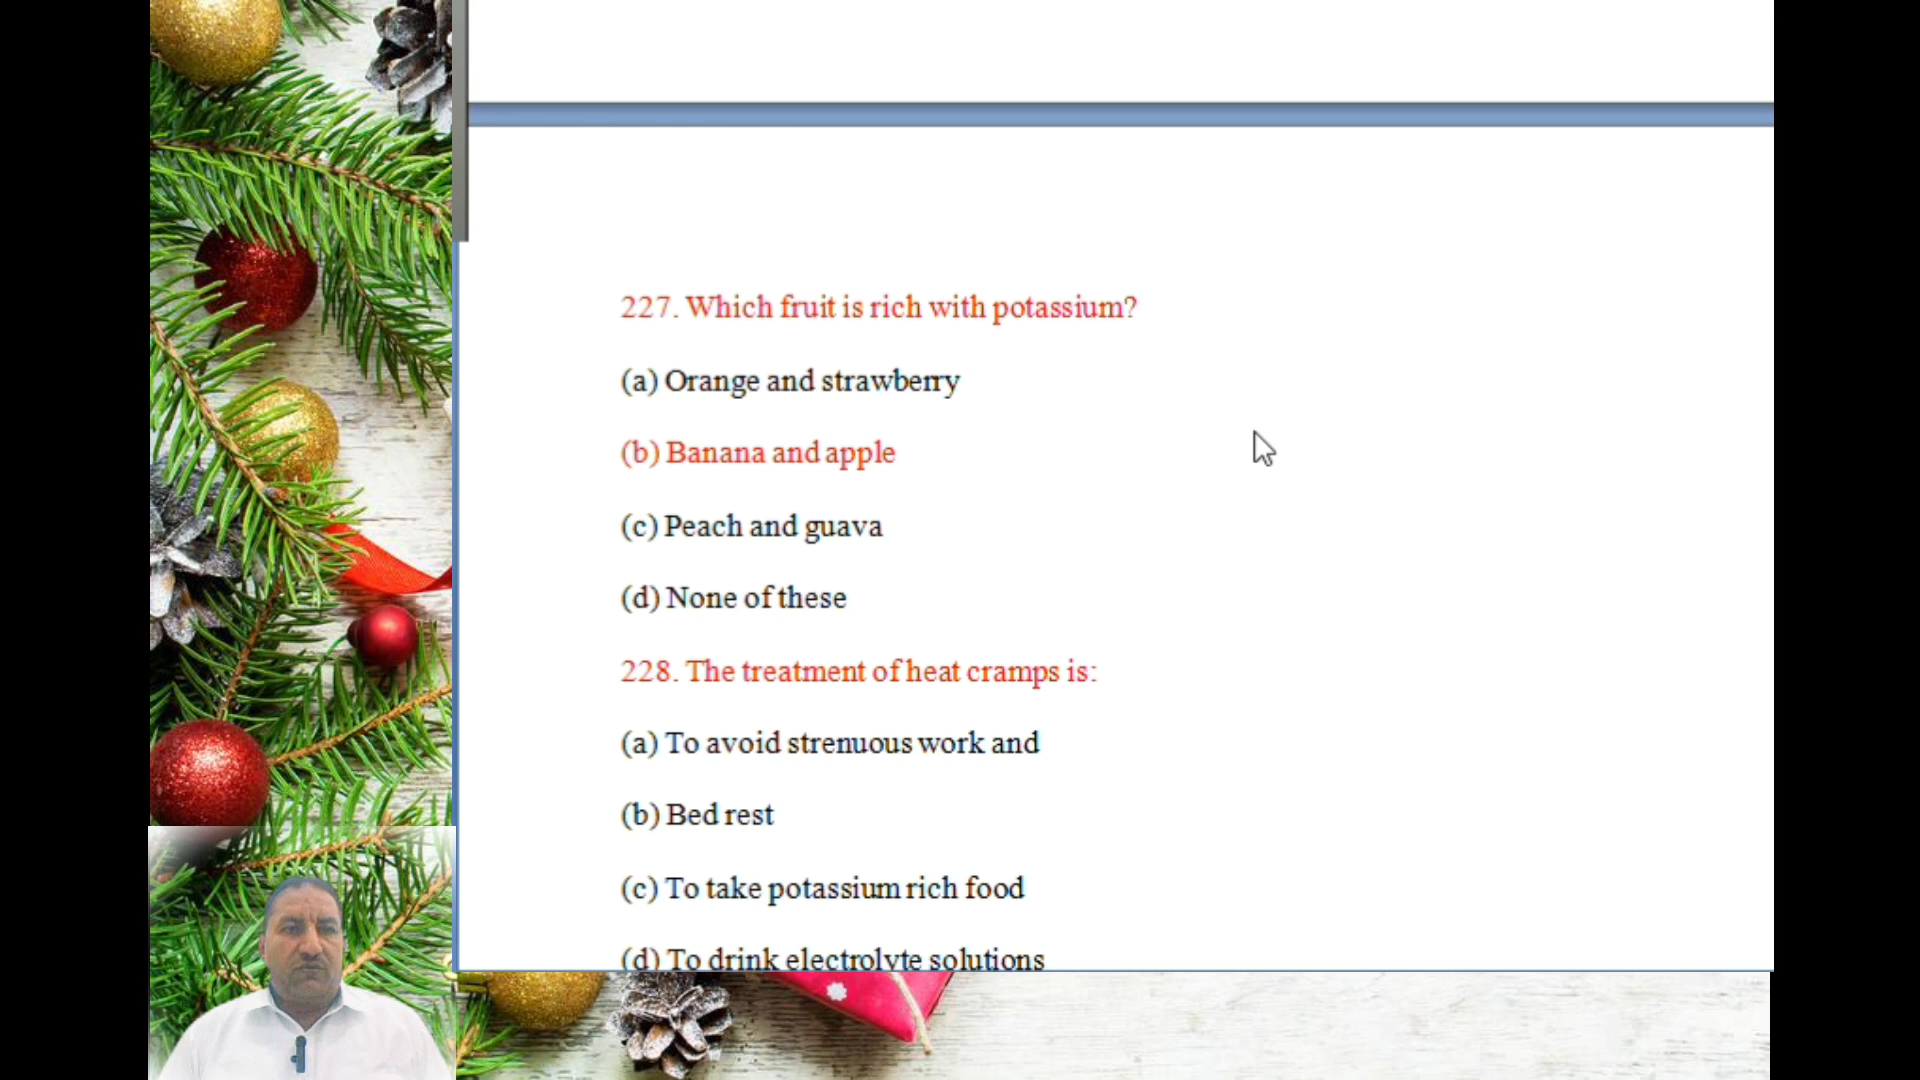 227. Which fruit is rich with potassium?
(a) Orange and strawberry
(b) Banana and apple
(c) Peach and guava
(d) None of these
228. The treatment of heat cramps is:
(a) To avoid strenuous work and
(b) Bed rest
(c) To take potassium rich food
(d) To drink electrolyte solutions